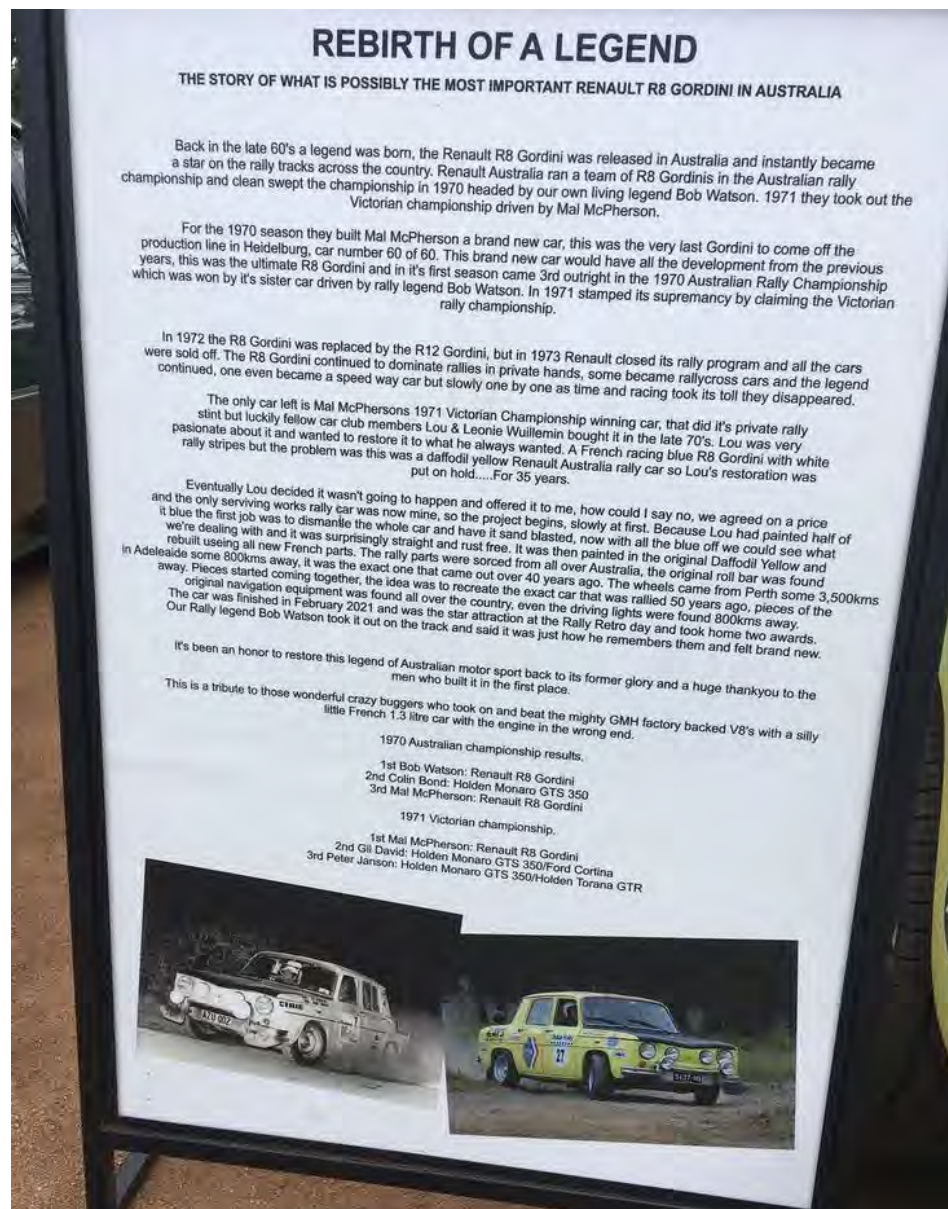 REBIRTH OF A LEGEND
THE STORY OF WHAT IS POSSIBLY THE MOST IMPORTANT RENAULT R8 GORDINI IN AUSTRALIA
Back in the late 60's a legend was born, the Renault R8 Gordini was released in Australia and instantly became
a star on the rally tracks across the country. Renault Australia ran a team of R8 Gordinis in the Australian rally
championship and clean swept the championship in 1970 headed by our own living legend Bob Watson. 1971 they took out the
Victorian championship driven by Mal McPherson.
For the 1970 season they built Mal McPherson a brand new car, this was the very last Gordini to come off the
production line in Heidelburg, car number 60 of 60. This brand new car would have all the development from the previous
years, this was the ultimate R8 Gordini and in it's first season came 3rd outright in the 1970 Australian Rally Championship
which was won by it's sister car driven by rally legend Bob Watson. In 1971 stamped its supremancy by claiming the Victorian
rally championship.
In 1972 the R8 Gordini was replaced by the R12 Gordini, but in 1973 Renault closed its rally program and all the cars
were sold off. The R8 Gordini continued to dominate rallies in private hands, some became rallycross cars and the legend
continued, one even became a speed way car but slowly one by one as time and racing took its toll they disappeared.
The only car left is Mal McPhersons 1971 Victorian Championship winning car, that did it's private rally
stint but luckily fellow car club members Lou & Leonie Wuillemin bought it in the late 70's. Lou was very
pasionate about it and wanted to restore it to what he always wanted. A French racing blue R8 Gordini with white
rally stripes but the problem was this was a daffodil yellow Renault Australia rally car so Lou's restoration was
put on hold.....For 35 years.
Eventually Lou decided it wasn't going to happen and offered it to me, how could I say no, we agreed on a price
and the only serviving works rally car was now mine, so the project begins, slowly at first. Because Lou had painted half of
it blue the first job was to dismantle the whole car and have it sand blasted, now with all the blue off we could see what
we're dealing with and it was surprisingly straight and rust free. It was then painted in the original Daffodil Yellow and
rebuilt useing all new French parts. The rally parts were sorced from all over Australia, the original roll bar was found
in Adeleaide some 800kms away, it was the exact one that came out over 40 years ago. The wheels came from Perth some 3,500kms
away. Pieces started coming together, the idea was to recreate the exact car that was rallied 50 years ago, pieces of the
original navigation equipment was found all over the country, even the driving lights were found 800kms away.
The car was finished in February 2021 and was the star attraction at the Rally Retro day and took home two awards.
Our Rally legend Bob Watson took it out on the track and said it was just how he remembers them and felt brand new.
It's been an honor to restore this legend of Australian motor sport back to its former glory and a huge thankyou to the
men who built it in the first place.
This is a tribute to those wonderful crazy buggers who took on and beat the mighty GMH factory backed V8's with a silly
little French 1.3 litre car with the engine in the wrong end.
1970 Australian championship results.
1st Bob Watson: Renault R8 Gordini
2nd Colin Bond: Holden Monaro GTS 350
3rd Mal McPherson: Renault R8 Gordini
1971 Victorian championship.
1st Mal McPherson: Renault R8 Gordini
2nd Gil David: Holden Monaro GTS 350/Ford Cortina
3rd Peter Janson: Holden Monaro GTS 350/Holden Torana GTR
CIBIE
27